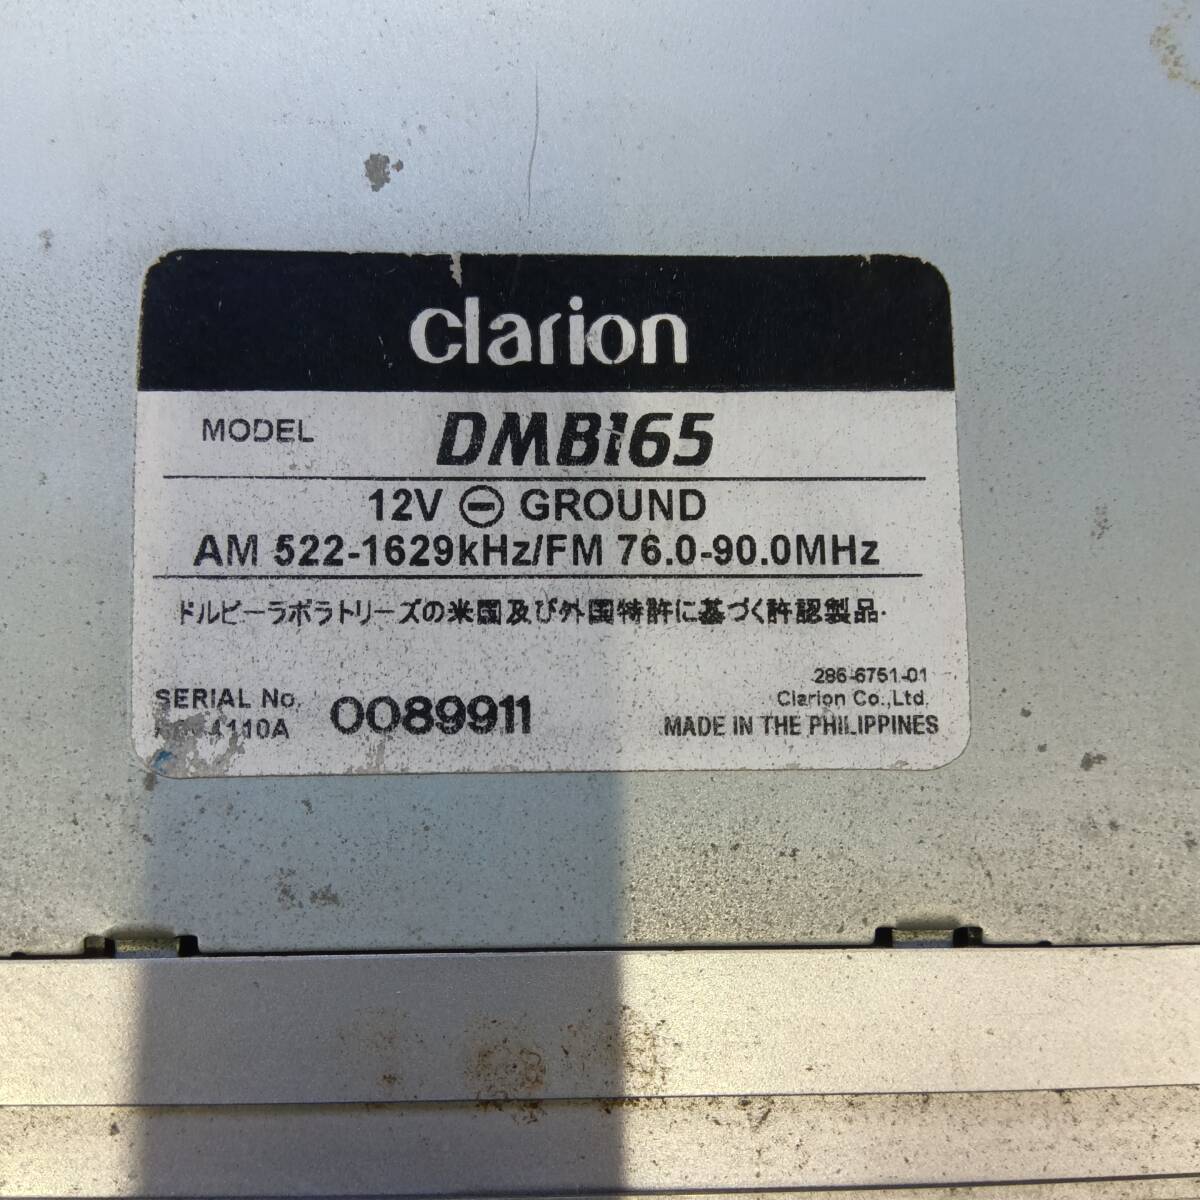 clarion
MODEL DMB165
12V ⊖ GROUND
AM 522-1629kHz/FM 76.0-90.0MHz
ドルビーラボラトリーズの米国及び外国特許に基づく許認製品.
286-6751-01
SERIAL No. Clarion Co.,Ltd.
0089911 MADE IN THE PHILIPPINES